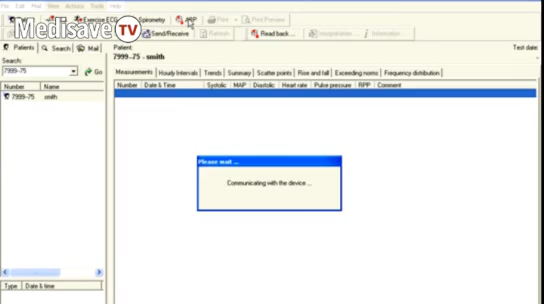 File Edit Mail View Actions Tools Help
Medisave TV
Exercise ECG Spirometry ABP Print Print Preview
Send/Receive Refresh Read back ... Interpretation ... Information ...
Patients Search Mail
Patient:
Test date:
7999-75 - smith
Search:
7999-75 Go
Measurements Hourly Intervals Trends Summary Scatter points Rise and fall Exceeding norms Frequency distribution
Number Name
Number Date & Time Systolic MAP Diastolic Heart rate Pulse pressure RPP Comment
7999-75 smith
Please wait ...
Communicating with the device ...
Type Date & time